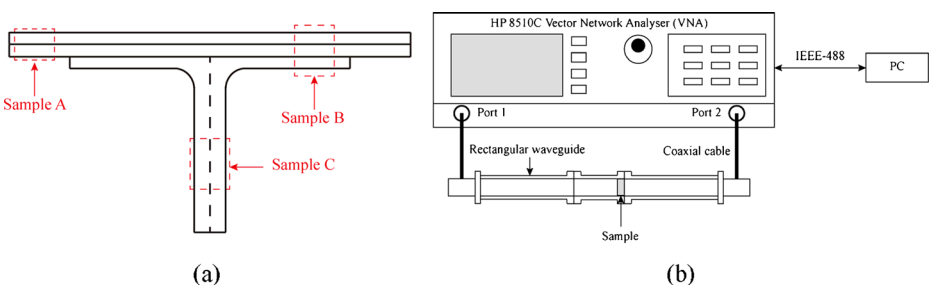 Sample A
Sample B
Sample C
(a)
HP 8510C Vector Network Analyser (VNA)
IEEE-488
PC
Port 1
Port 2
Rectangular waveguide
Coaxial cable
Sample
(b)